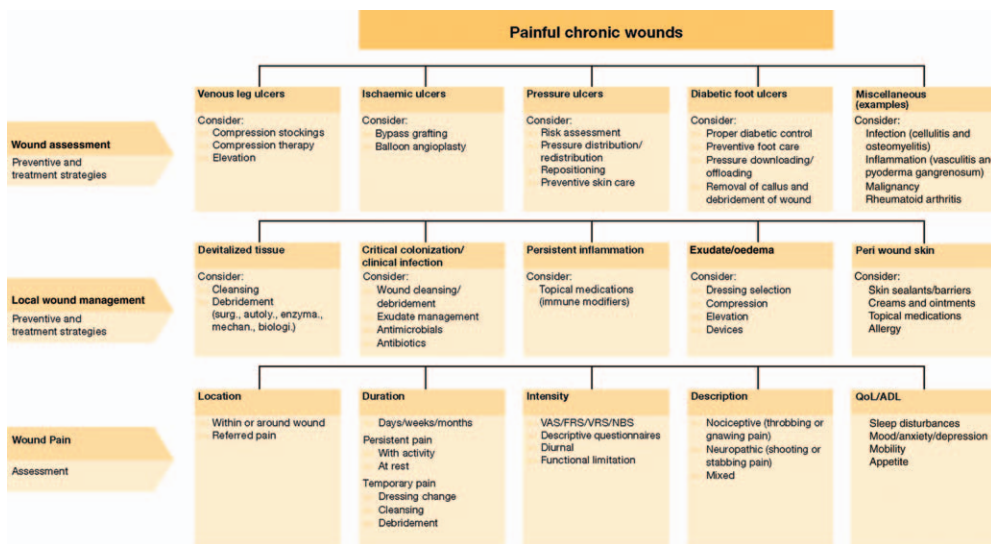 Painful chronic wounds
Wound assessment
Preventive and
treatment strategies
Venous leg ulcers
Consider:
Compression stockings
Compression therapy
Elevation
Ischaemic ulcers
Consider:
Bypass grafting
Balloon angioplasty
Pressure ulcers
Consider:
Risk assessment
Pressure distribution/
redistribution
Repositioning
Preventive skin care
Diabetic foot ulcers
Consider:
Proper diabetic control
Preventive foot care
Pressure downloading/
offloading
Removal of callus and
debridement of wound
Miscellaneous
(examples)
Consider:
Infection (cellulitis and
osteomyelitis)
Inflammation (vasculitis and
pyoderma gangrenosum)
Malignancy
Rheumatoid arthritis
Local wound management
Preventive and
treatment strategies
Devitalized tissue
Consider:
Cleansing
Debridement
(surg., autoly., enzyma.,
mechan., biologi.)
Critical colonization/
clinical infection
Consider:
Wound cleansing/
debridement
Exudate management
Antimicrobials
Antibiotics
Persistent inflammation
Consider:
Topical medications
(immune modifiers)
Exudate/oedema
Consider:
Dressing selection
Compression
Elevation
Devices
Peri wound skin
Consider:
Skin sealants/barriers
Creams and ointments
Topical medications
Allergy
Wound Pain
Assessment
Location
Within or around wound
Referred pain
Duration
Days/weeks/months
Persistent pain
With activity
At rest
Temporary pain
Dressing change
Cleansing
Debridement
Intensity
VAS/FRS/VRS/NBS
Descriptive questionnaires
Diurnal
Functional limitation
Description
Nociceptive (throbbing or
gnawing pain)
Neuropathic (shooting or
stabbing pain)
Mixed
QoL/ADL
Sleep disturbances
Mood/anxiety/depression
Mobility
Appetite